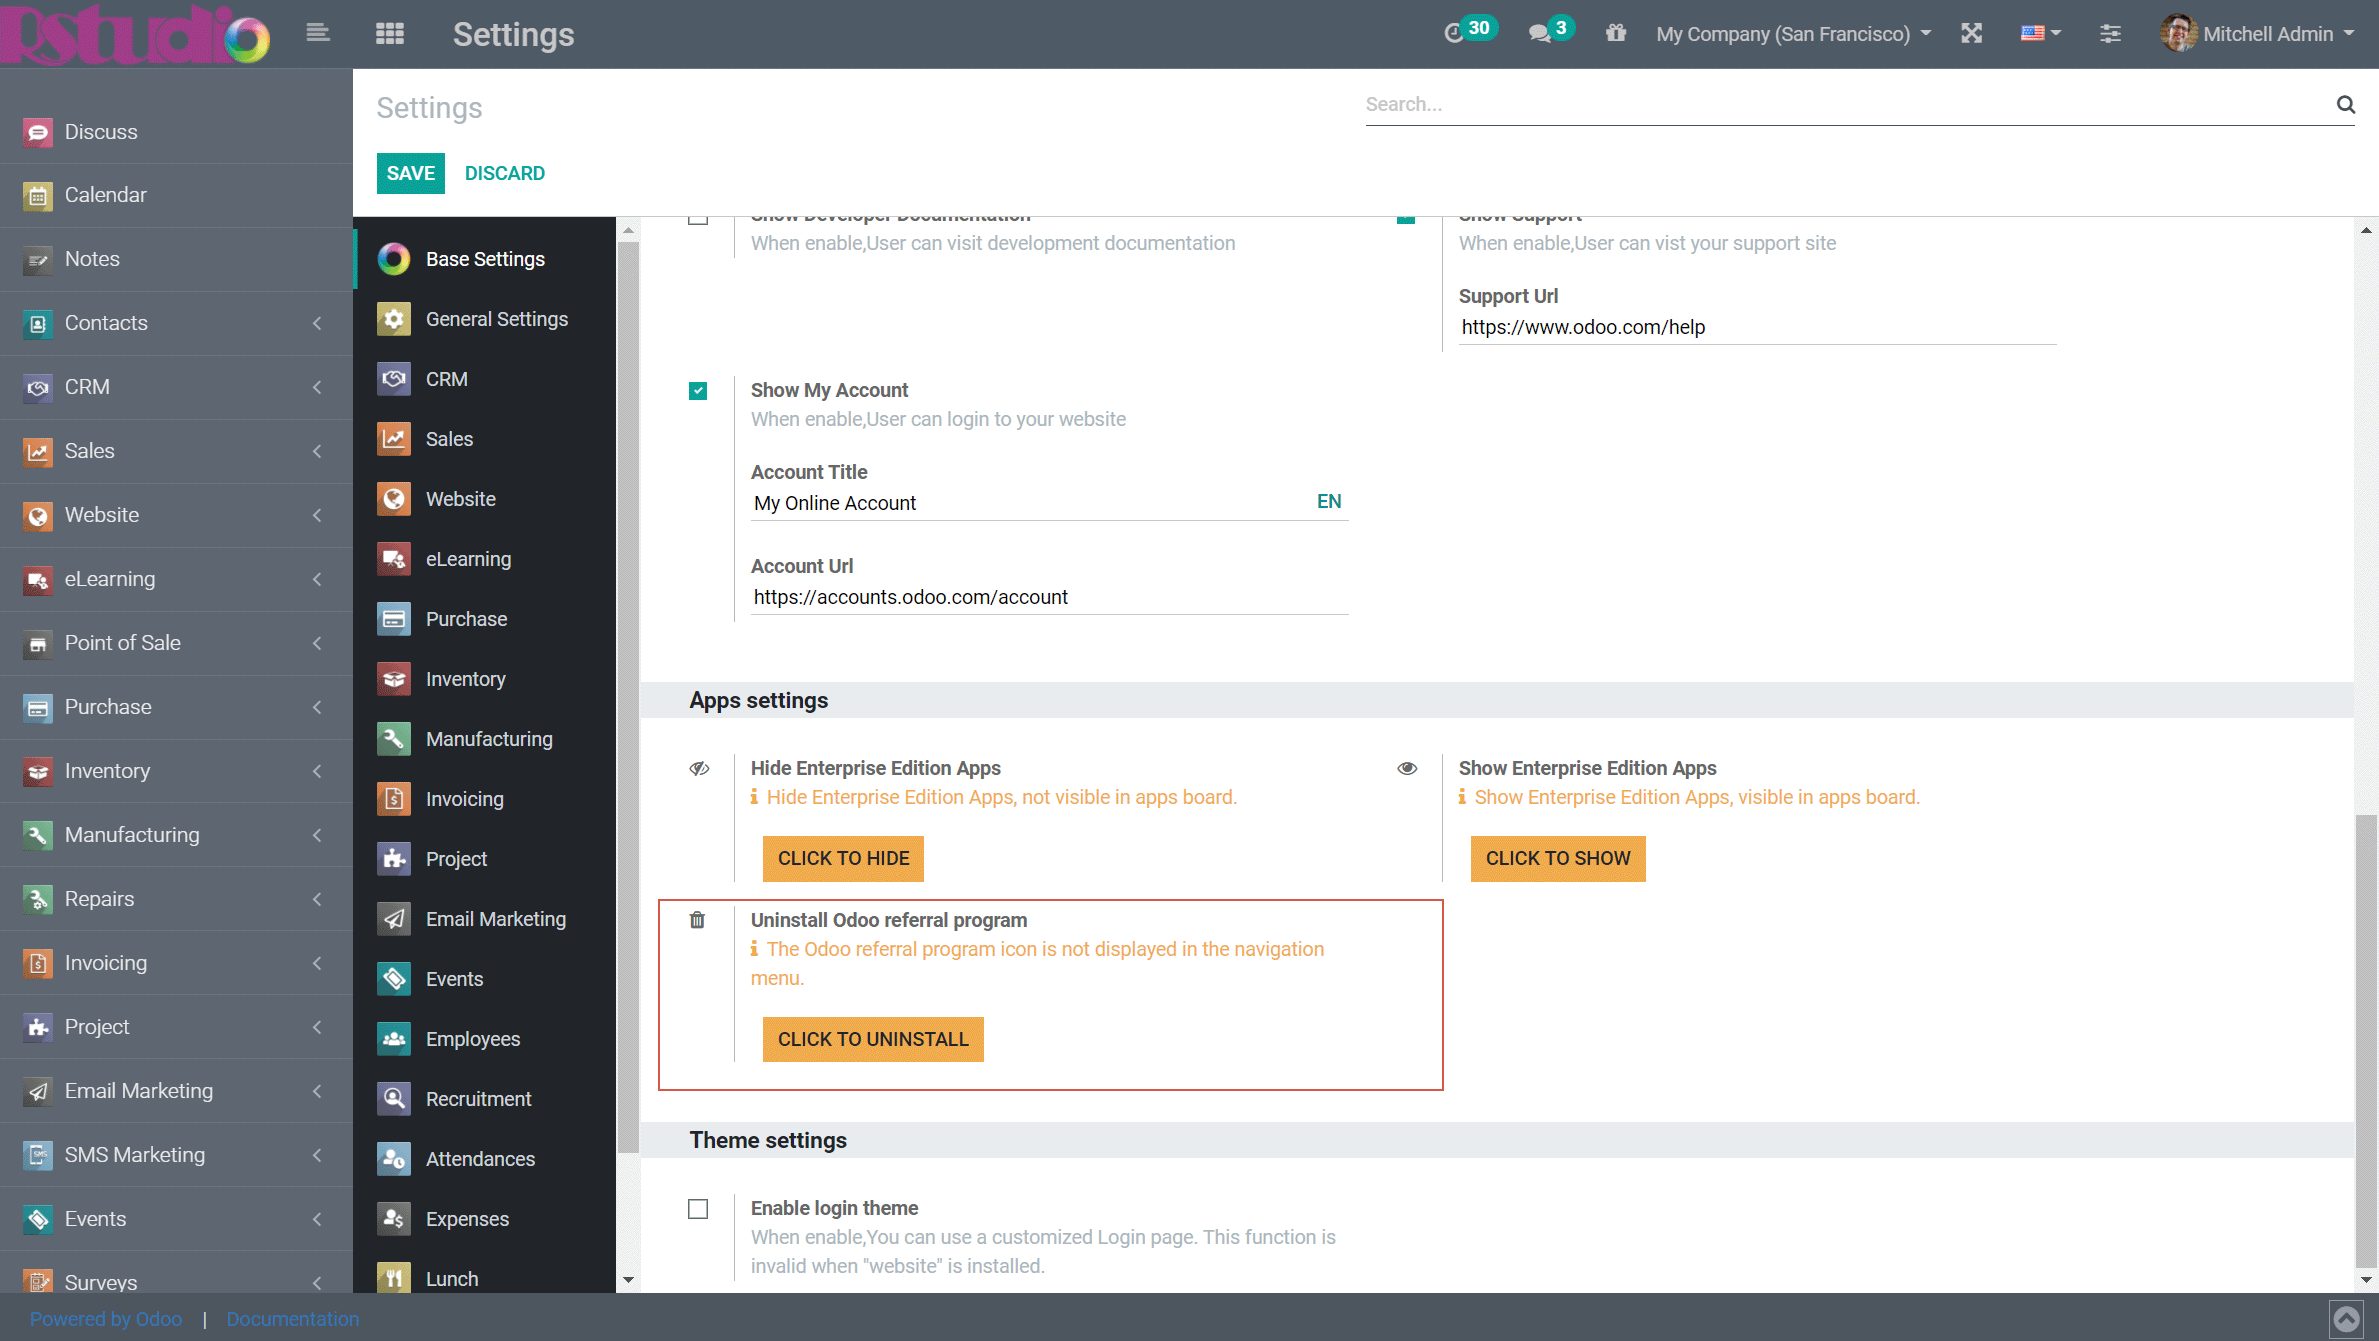 Rstudio
Settings
30
3
My Company (San Francisco)
Mitchell Admin
Discuss
Calendar
Notes
Contacts
CRM
Sales
Website
eLearning
Point of Sale
Purchase
Inventory
Manufacturing
Repairs
Invoicing
Project
Email Marketing
SMS Marketing
Events
Surveys
Settings
Search...
SAVE
DISCARD
Base Settings
General Settings
CRM
Sales
Website
eLearning
Purchase
Inventory
Manufacturing
Invoicing
Project
Email Marketing
Events
Employees
Recruitment
Attendances
Expenses
Lunch
Show Developer Documentation
When enable,User can visit development documentation
Show Support
When enable,User can vist your support site
Support Url
https://www.odoo.com/help
Show My Account
When enable,User can login to your website
Account Title
My Online Account
EN
Account Url
https://accounts.odoo.com/account
Apps settings
Hide Enterprise Edition Apps
Hide Enterprise Edition Apps, not visible in apps board.
CLICK TO HIDE
Show Enterprise Edition Apps
Show Enterprise Edition Apps, visible in apps board.
CLICK TO SHOW
Uninstall Odoo referral program
The Odoo referral program icon is not displayed in the navigation
menu.
CLICK TO UNINSTALL
Theme settings
Enable login theme
When enable,You can use a customized Login page. This function is
invalid when "website" is installed.
Powered by Odoo | Documentation